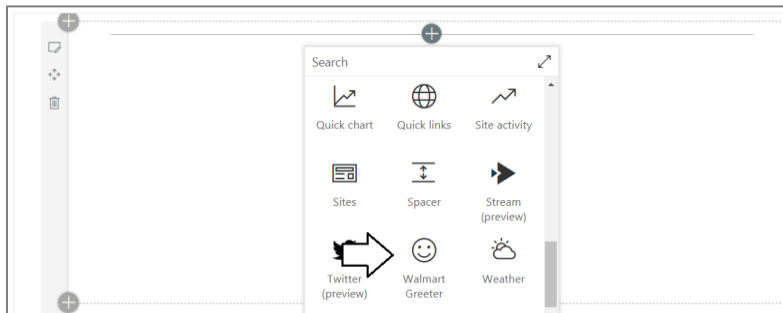 Search
Quick chart
Quick links
Site activity
Sites
Spacer
Stream
(preview)
Twitter
(preview)
Walmart
Greeter
Weather